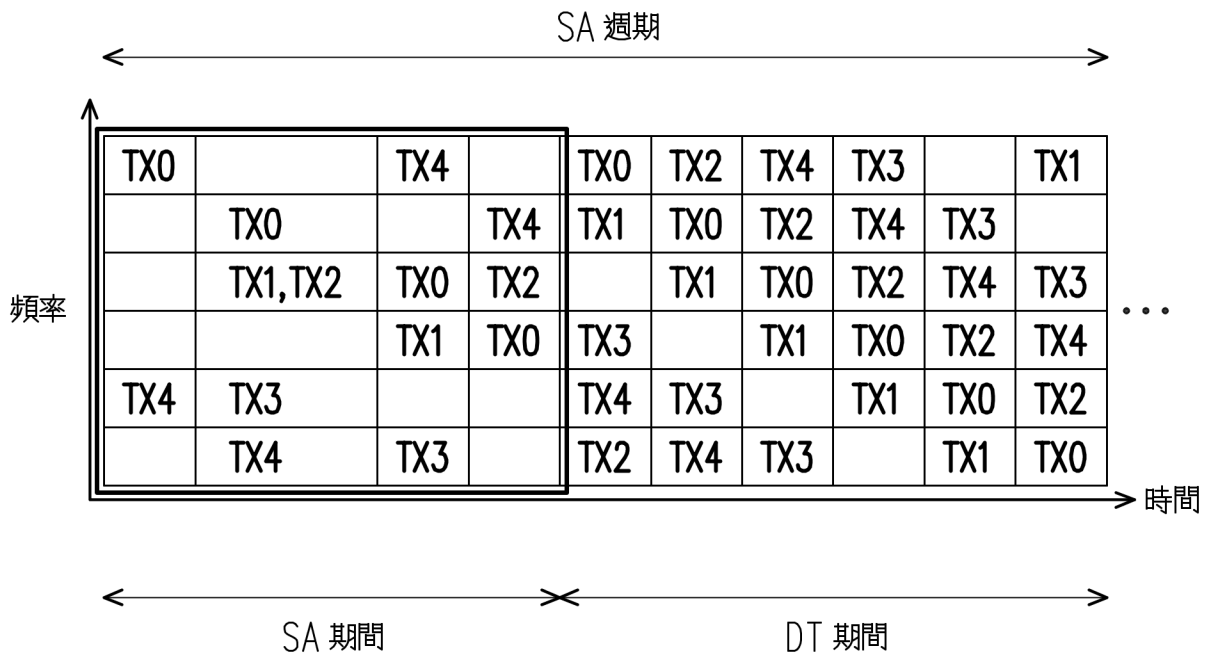 SA 週期
TX0 TX4 TX0 TX2 TX4 TX3 TX1
TX0 TX4 TX1 TX0 TX2 TX4 TX3
TX1,TX2 TX0 TX2 TX1 TX0 TX2 TX4 TX3
頻率
TX1 TX0 TX3 TX1 TX0 TX2 TX4
TX4 TX3 TX4 TX3 TX1 TX0 TX2
TX4 TX3 TX2 TX4 TX3 TX1 TX0
時間
SA 期間 DT 期間